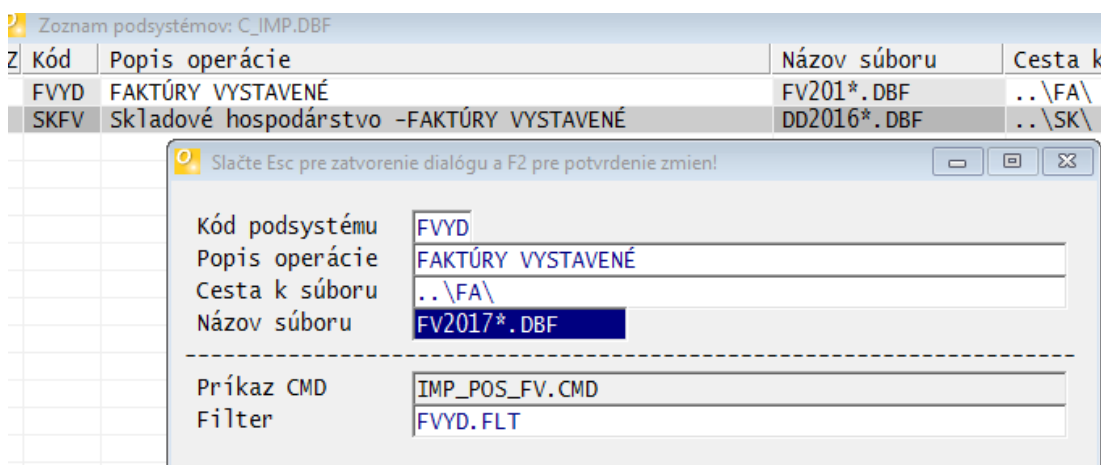 Zoznam podsystémov: C_IMP.DBF
Z Kód Popis operácie Názov súboru Cesta k
FVYD FAKTÚRY VYSTAVENÉ FV201*.DBF ..\FA\
SKFV Skladové hospodárstvo -FAKTÚRY VYSTAVENÉ DD2016*.DBF ..\SK\
Slačte Esc pre zatvorenie dialógu a F2 pre potvrdenie zmien!
Kód podsystému FVYD
Popis operácie FAKTÚRY VYSTAVENÉ
Cesta k súboru ..\FA\
Názov súboru FV2017*.DBF
Príkaz CMD IMP_POS_FV.CMD
Filter FVYD.FLT